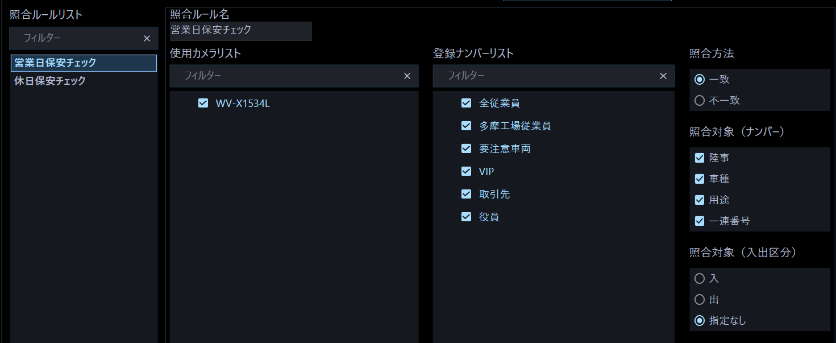 照合ルールリスト
フィルター
営業日保安チェック
休日保安チェック
照合ルール名
営業日保安チェック
使用カメラリスト
フィルター
WV-X1534L
登録ナンバーリスト
フィルター
全従業員
多摩工場従業員
要注意車両
VIP
取引先
役員
照合方法
一致
不一致
照合対象（ナンバー）
陸事
車種
用途
一連番号
照合対象（入出区分）
入
出
指定なし